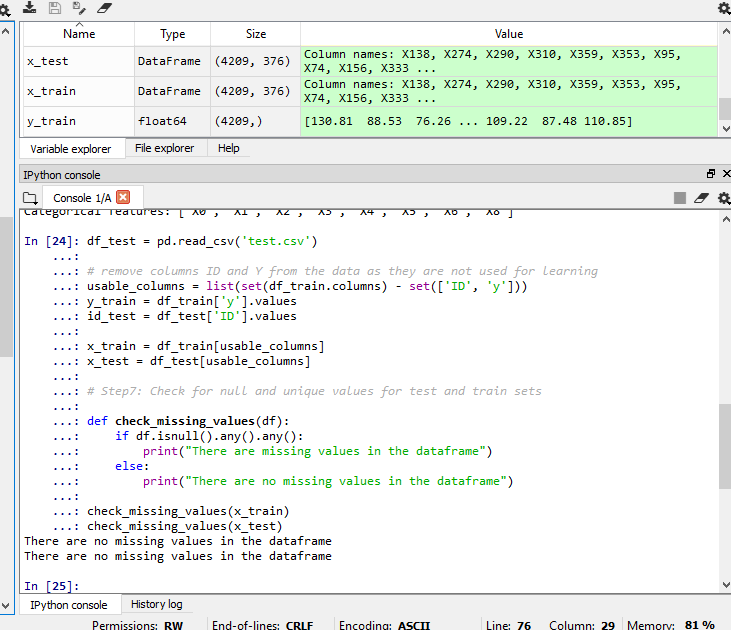 Name Type Size Value
x_test DataFrame (4209, 376) Column names: X138, X274, X290, X310, X359, X353, X95,
X74, X156, X333 ...
x_train DataFrame (4209, 376) Column names: X138, X274, X290, X310, X359, X353, X95,
X74, X156, X333 ...
y_train float64 (4209,) [130.81 88.53 76.26 ... 109.22 87.48 110.85]
Variable explorer File explorer Help
IPython console
Console 1/A
Categorical features: ['X0', 'X1', 'X2', 'X3', 'X4', 'X5', 'X6', 'X8']
In [24]: df_test = pd.read_csv('test.csv')
...:
...: # remove columns ID and Y from the data as they are not used for learning
...: usable_columns = list(set(df_train.columns) - set(['ID', 'y']))
...: y_train = df_train['y'].values
...: id_test = df_test['ID'].values
...:
...: x_train = df_train[usable_columns]
...: x_test = df_test[usable_columns]
...:
...: # Step7: Check for null and unique values for test and train sets
...:
...: def check_missing_values(df):
...: if df.isnull().any().any():
...: print("There are missing values in the dataframe")
...: else:
...: print("There are no missing values in the dataframe")
...:
...: check_missing_values(x_train)
...: check_missing_values(x_test)
There are no missing values in the dataframe
There are no missing values in the dataframe
In [25]:
IPython console History log
Permissions: RW End-of-lines: CRLF Encoding: ASCII Line: 76 Column: 29 Memory: 81 %